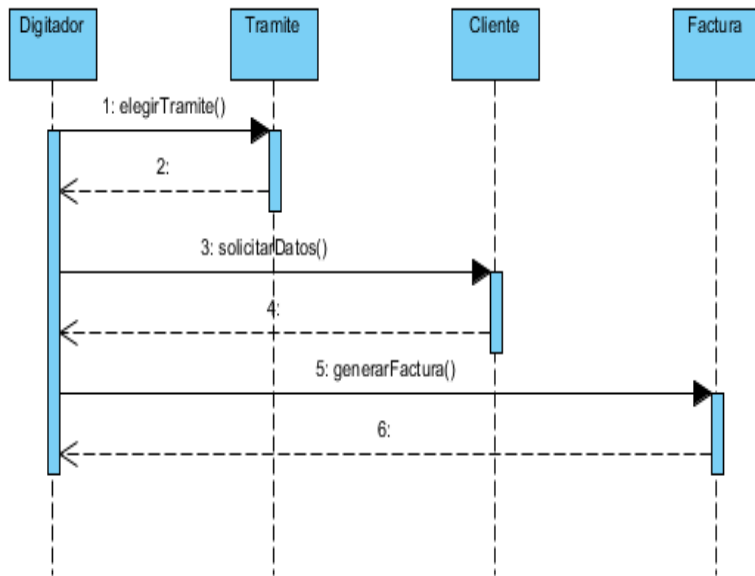 Digitador
Tramite
Cliente
Factura
1: elegirTramite()
2:
3: solicitarDatos()
4:
5: generarFactura()
6: